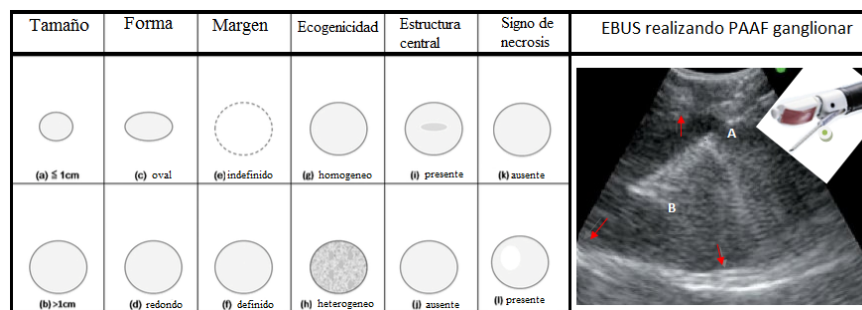 Tamaño Forma Margen Ecogenicidad Estructura central Signo de necrosis EBUS realizando PAAF ganglionar
(a) ≦ 1cm (c) oval (e) indefinido (g) homogeneo (i) presente (k) ausente
(b) >1cm (d) redondo (f) definido (h) heterogeneo (j) ausente (l) presente
A
B